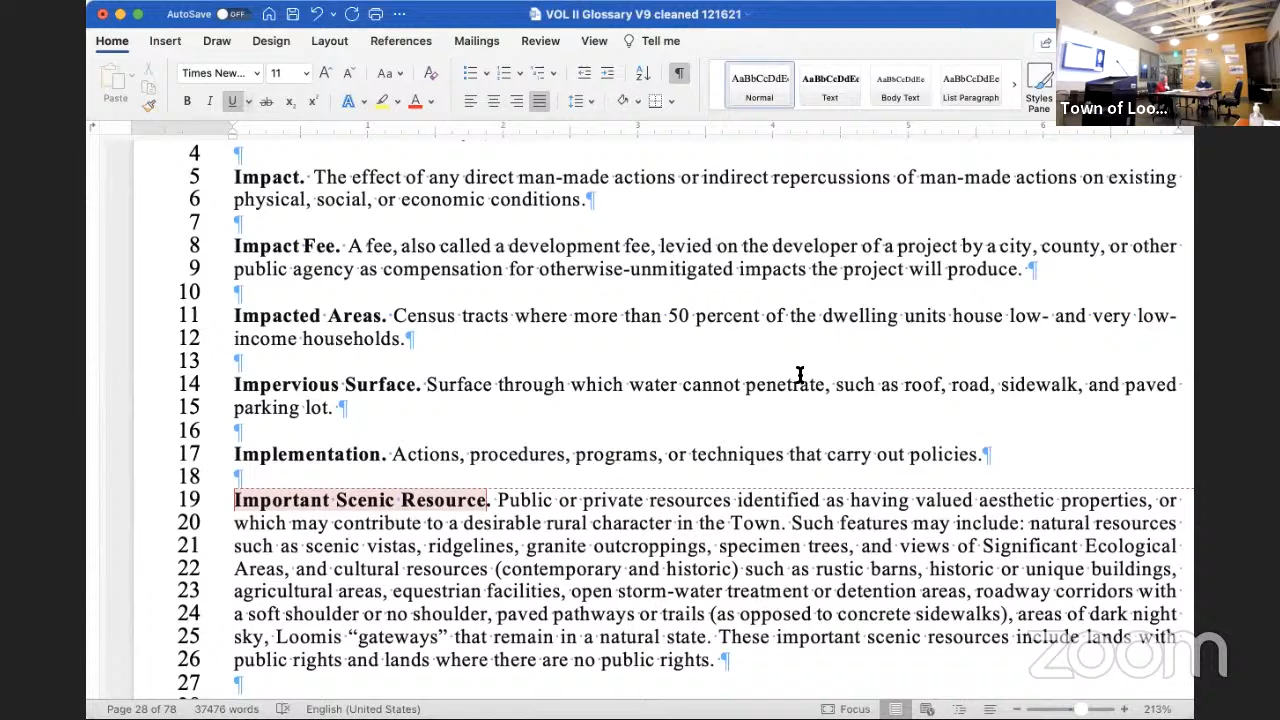 AutoSave OFF VOL II Glossary V9 cleaned 121621
Home Insert Draw Design Layout References Mailings Review View Tell me
Paste Times New... 11 Aa B I U ab x₂ x² A A AaBbCcDdE AaBbCcDdEe AaBbCcDdEe AaBbCcDdEe
Normal Text Body Text List Paragraph Styles Pane
Town of Loo...
1 2 3 4 5 6
4 ¶
5 Impact. The effect of any direct man-made actions or indirect repercussions of man-made actions on existing
6 physical, social, or economic conditions.¶
7 ¶
8 Impact Fee. A fee, also called a development fee, levied on the developer of a project by a city, county, or other
9 public agency as compensation for otherwise-unmitigated impacts the project will produce. ¶
10 ¶
11 Impacted Areas. Census tracts where more than 50 percent of the dwelling units house low- and very low-
12 income households.¶
13 ¶
14 Impervious Surface. Surface through which water cannot penetrate, such as roof, road, sidewalk, and paved
15 parking lot. ¶
16 ¶
17 Implementation. Actions, procedures, programs, or techniques that carry out policies.¶
18 ¶
19 Important Scenic Resource. Public or private resources identified as having valued aesthetic properties, or
20 which may contribute to a desirable rural character in the Town. Such features may include: natural resources
21 such as scenic vistas, ridgelines, granite outcroppings, specimen trees, and views of Significant Ecological
22 Areas, and cultural resources (contemporary and historic) such as rustic barns, historic or unique buildings,
23 agricultural areas, equestrian facilities, open storm-water treatment or detention areas, roadway corridors with
24 a soft shoulder or no shoulder, paved pathways or trails (as opposed to concrete sidewalks), areas of dark night
25 sky, Loomis “gateways” that remain in a natural state. These important scenic resources include lands with
26 public rights and lands where there are no public rights. ¶
27 ¶
zoom
Page 28 of 78 37476 words English (United States) Focus 213%